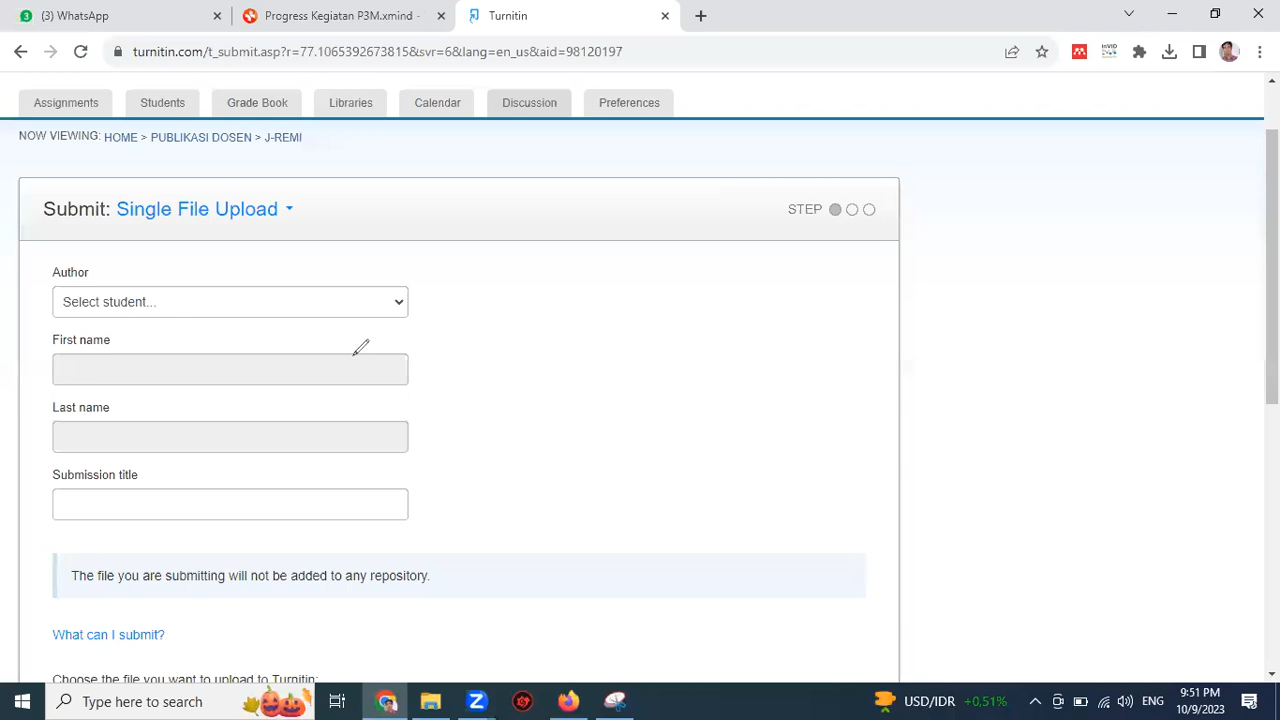 (3) WhatsApp
Progress Kegiatan P3M.xmind -
Turnitin
turnitin.com/t_submit.asp?r=77.1065392673815&svr=6&lang=en_us&aid=98120197
Assignments
Students
Grade Book
Libraries
Calendar
Discussion
Preferences
NOW VIEWING: HOME > PUBLIKASI DOSEN > J-REMI
Submit: Single File Upload
STEP
Author
Select student...
First name
Last name
Submission title
The file you are submitting will not be added to any repository.
What can I submit?
Choose the file you want to upload to Turnitin:
Type here to search
USD/IDR +0,51%
ENG
9:51 PM
10/9/2023